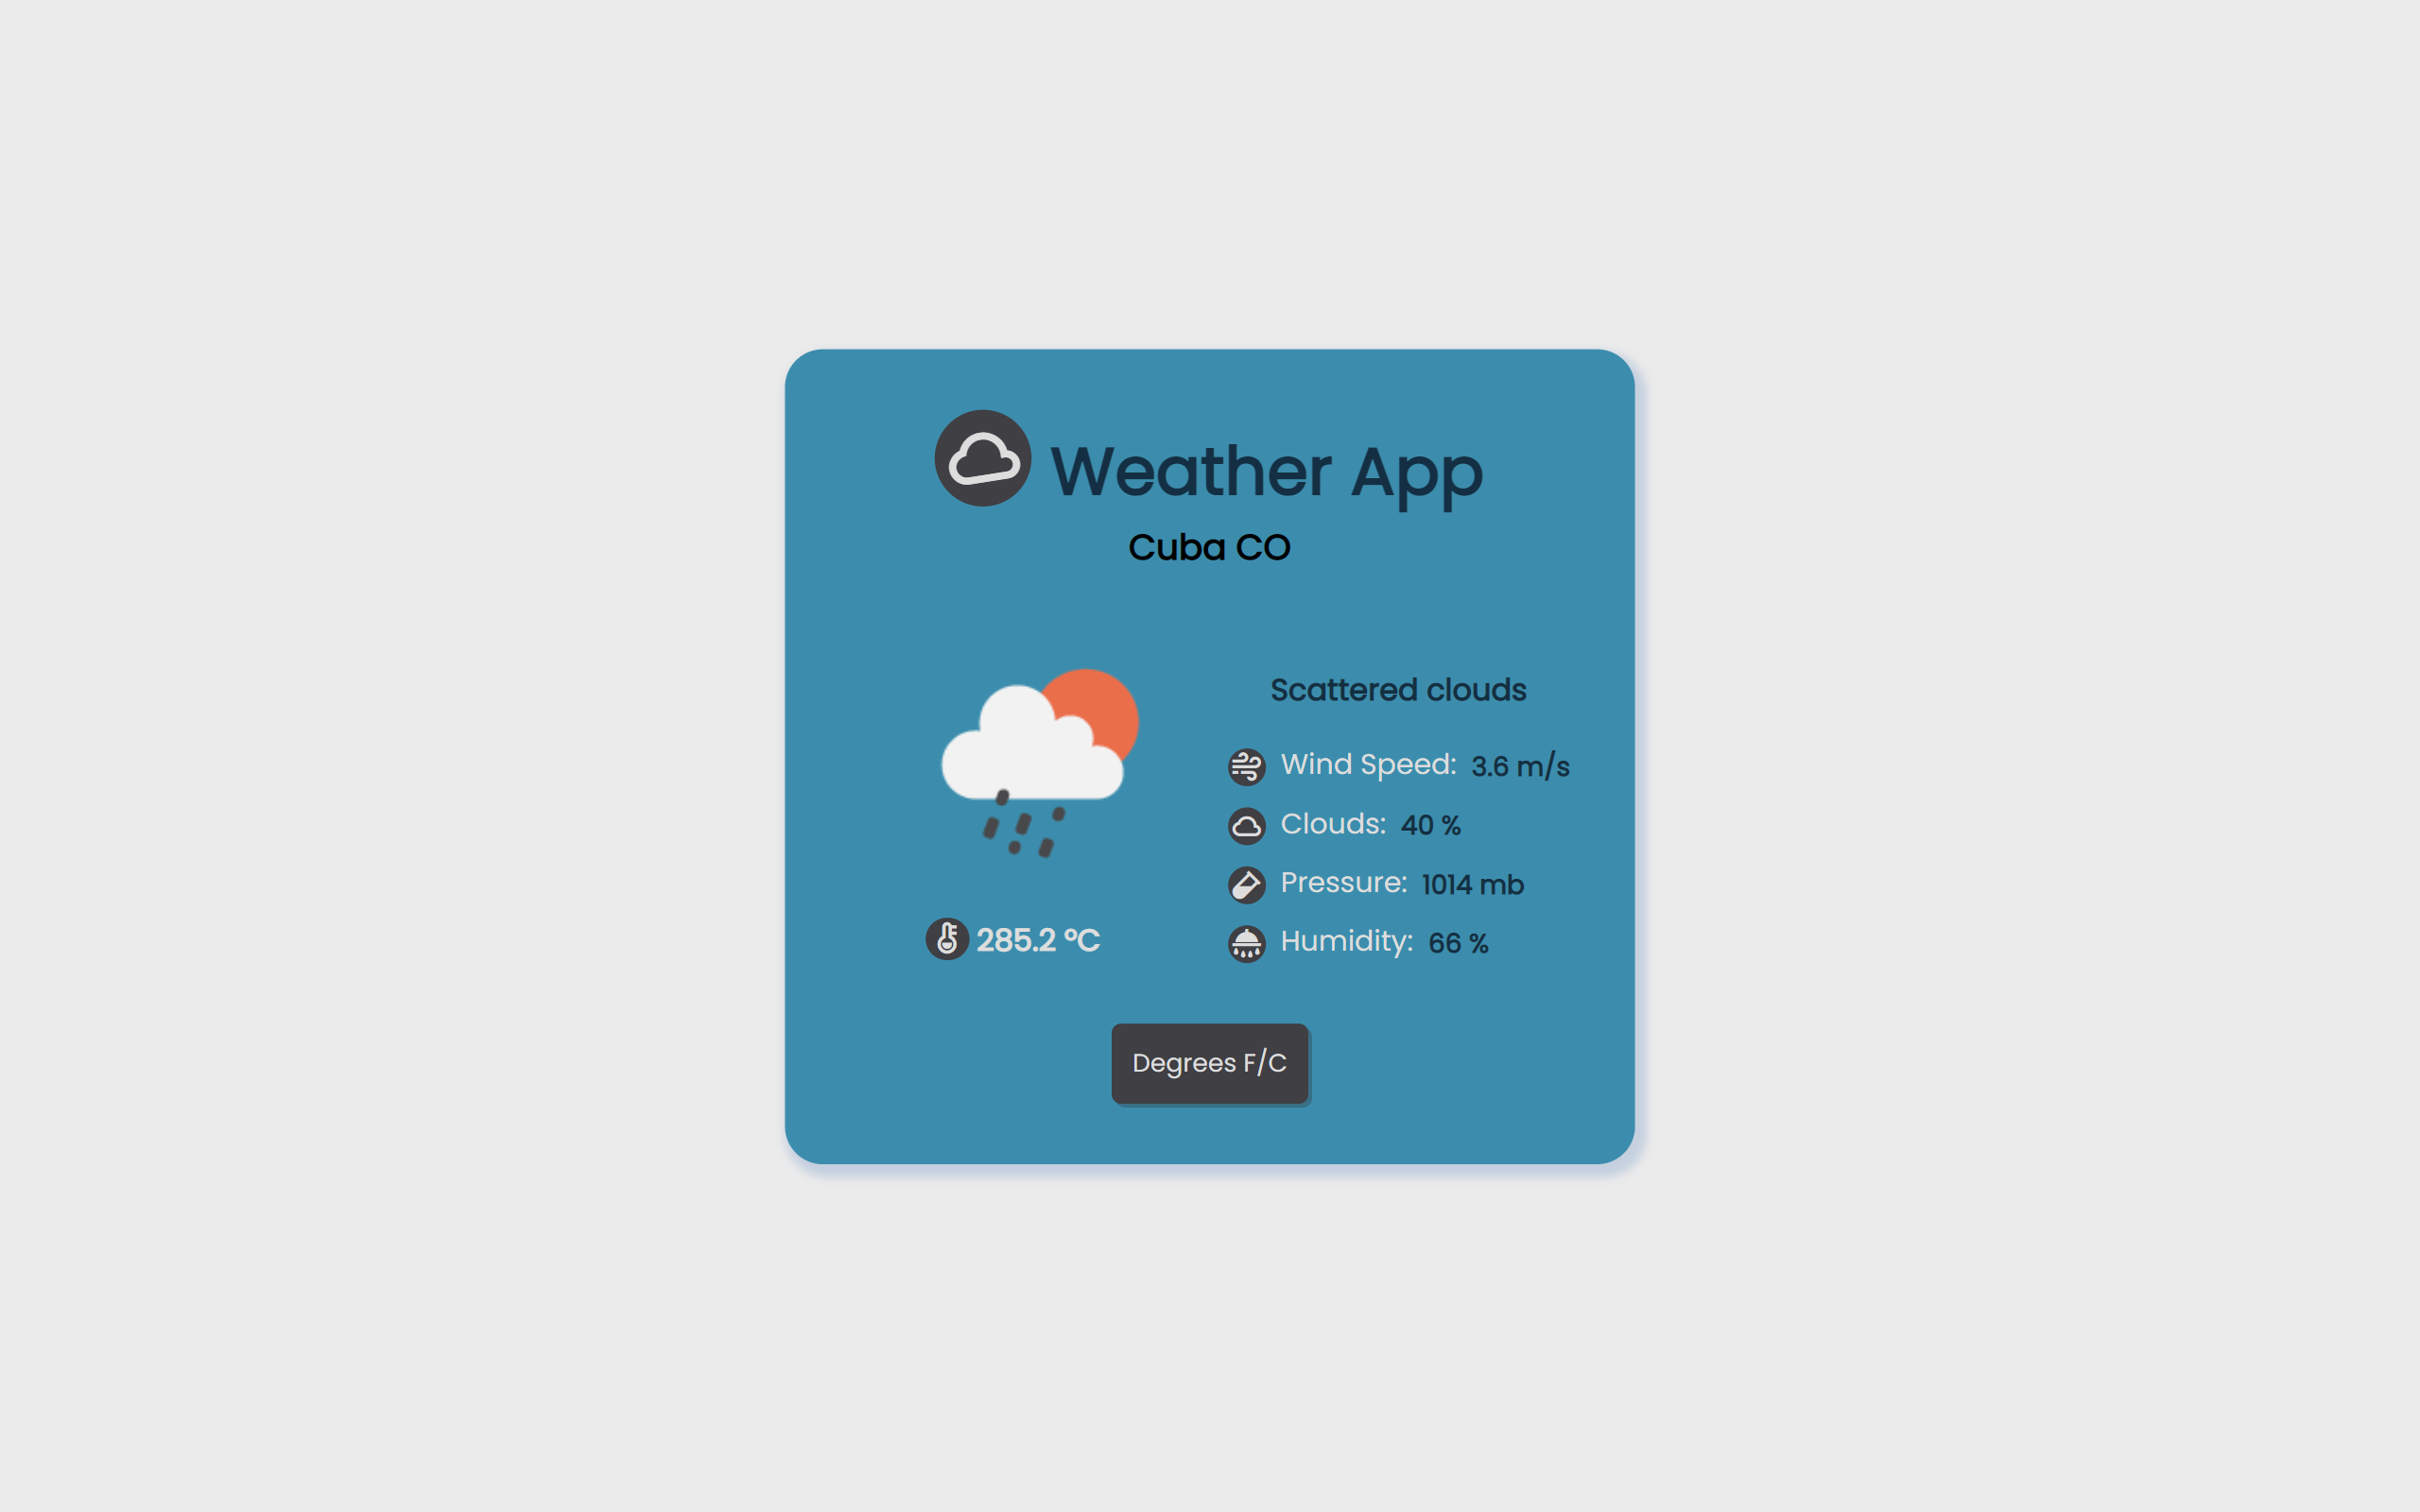 Weather App
Cuba CO
Scattered clouds
Wind Speed: 3.6 m/s
Clouds: 40 %
Pressure: 1014 mb
Humidity: 66 %
285.2 °C
Degrees F/C